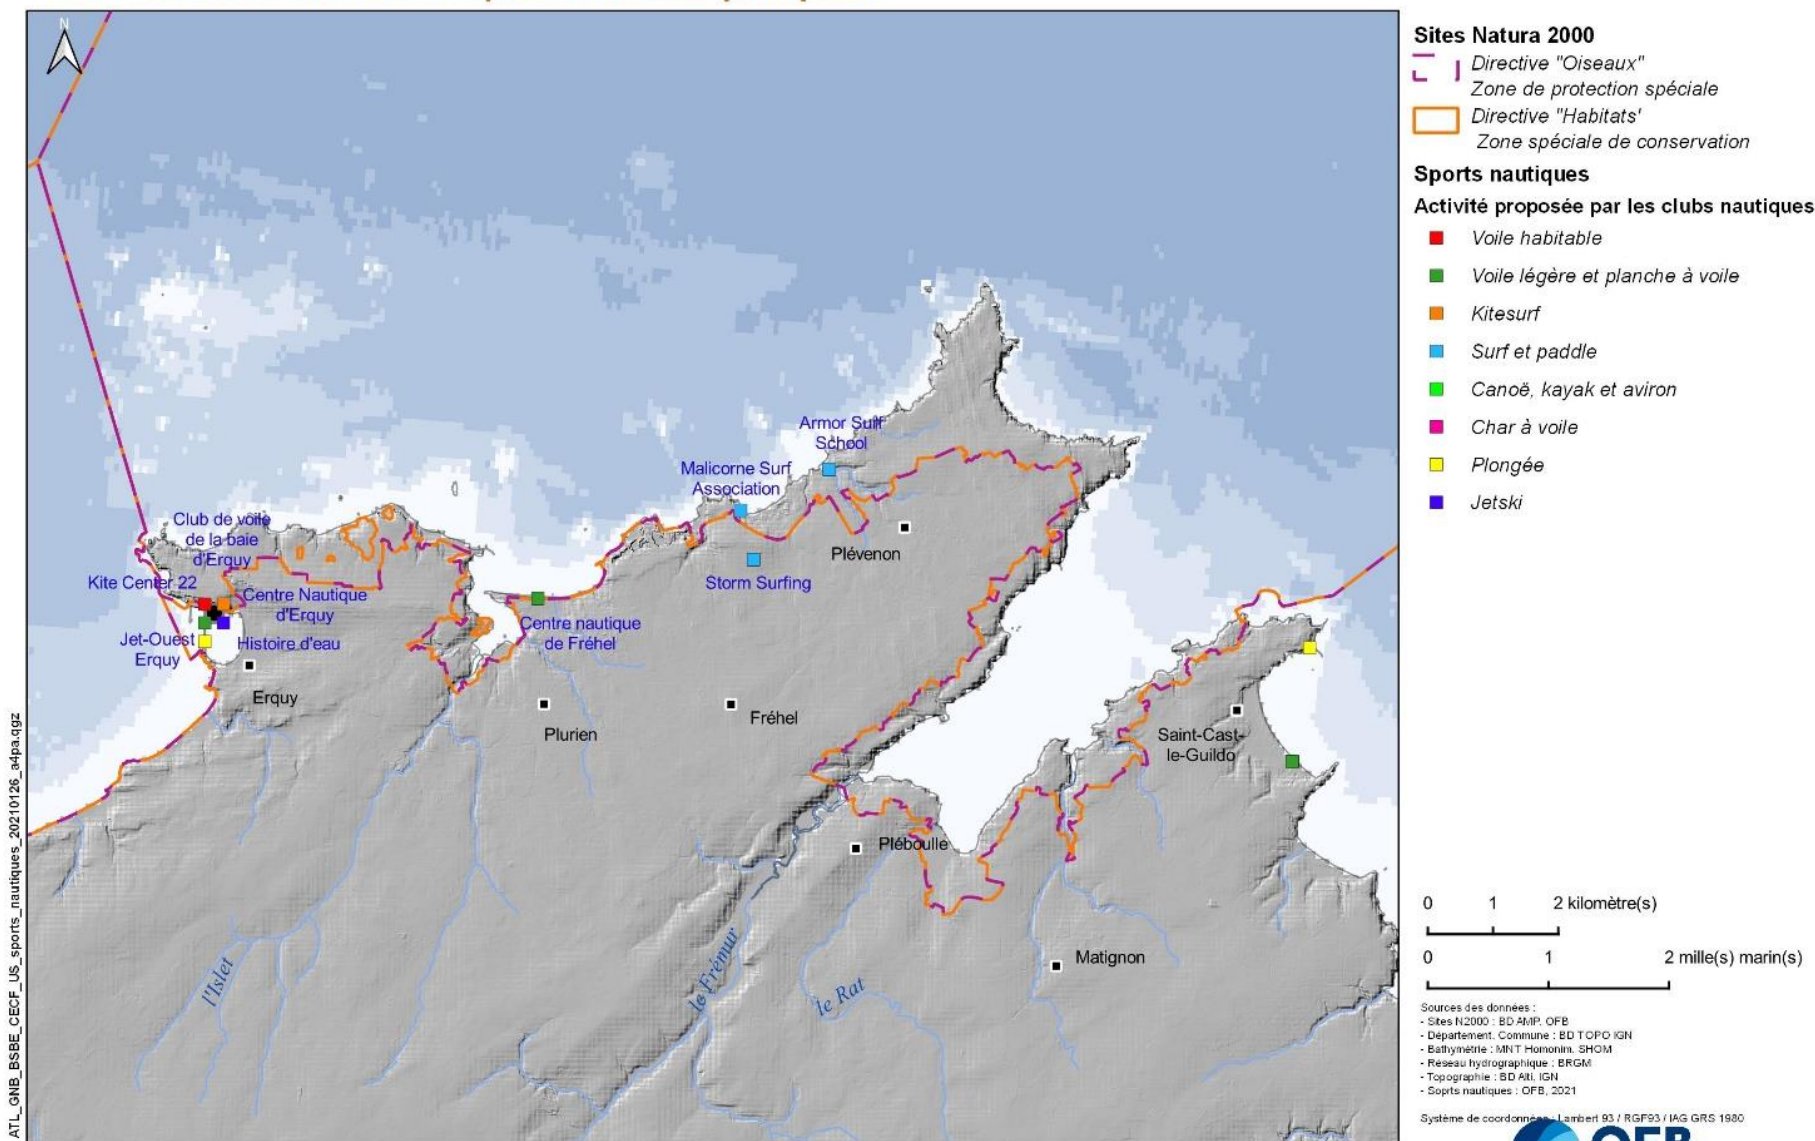 N
Armor Surf
School
Malicorne Surf
Association
Club de voile
de la baie
d'Erquy
Plévenon
Kite Center 22
Storm Surfing
Centre Nautique
d'Erquy
Centre nautique
de Fréhel
Jet-Ouest
Erquy
Histoire d'eau
Erquy
Plurien
Fréhel
Saint-Cast-
le-Guildo
Pléboulle
Matignon
l'Islet
le Frémur
le Rat
ATL_GNB_BSBE_CECF_US_sports_nautiques_20210126_a4pa.qgz
Sites Natura 2000
Directive "Oiseaux"
Zone de protection spéciale
Directive "Habitats'
Zone spéciale de conservation
Sports nautiques
Activité proposée par les clubs nautiques
Voile habitable
Voile légère et planche à voile
Kitesurf
Surf et paddle
Canoë, kayak et aviron
Char à voile
Plongée
Jetski
0 1 2 kilomètre(s)
0 1 2 mille(s) marin(s)
Sources des données :
- Sites N2000 : BD AMP. OFB
- Département. Commune : BD TOPO IGN
- Bathymétrie : MNT Homonim. SHOM
- Réseau hydrographique : BRGM
- Topographie : BD Alti. IGN
- Soprts nautiques : OFB, 2021
Système de coordonnées : Lambert 93 / RGF93 / IAG GRS 1980
OFB